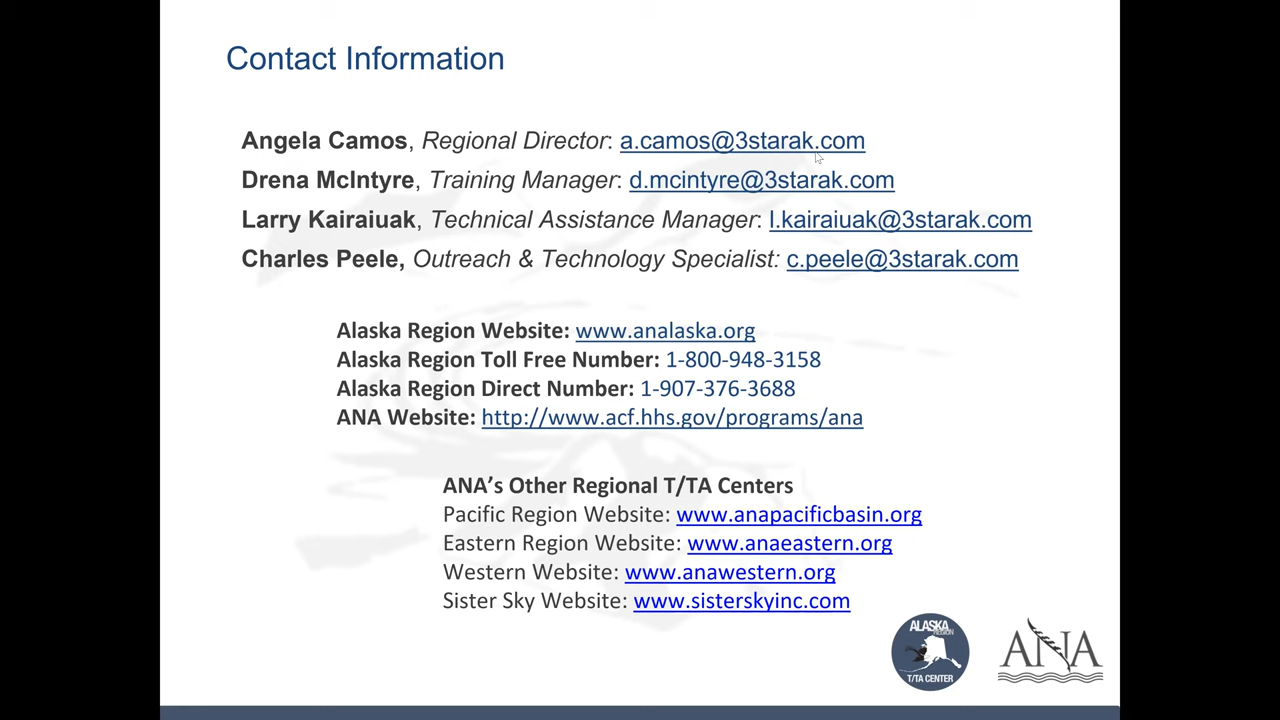 Contact Information
Angela Camos, Regional Director: a.camos@3starak.com
Drena McIntyre, Training Manager: d.mcintyre@3starak.com
Larry Kairaiuak, Technical Assistance Manager: l.kairaiuak@3starak.com
Charles Peele, Outreach & Technology Specialist: c.peele@3starak.com
Alaska Region Website: www.analaska.org
Alaska Region Toll Free Number: 1-800-948-3158
Alaska Region Direct Number: 1-907-376-3688
ANA Website: http://www.acf.hhs.gov/programs/ana
ANA’s Other Regional T/TA Centers
Pacific Region Website: www.anapacificbasin.org
Eastern Region Website: www.anaeastern.org
Western Website: www.anawestern.org
Sister Sky Website: www.sisterskyinc.com
ALASKA
REGION
T/TA CENTER
ANA